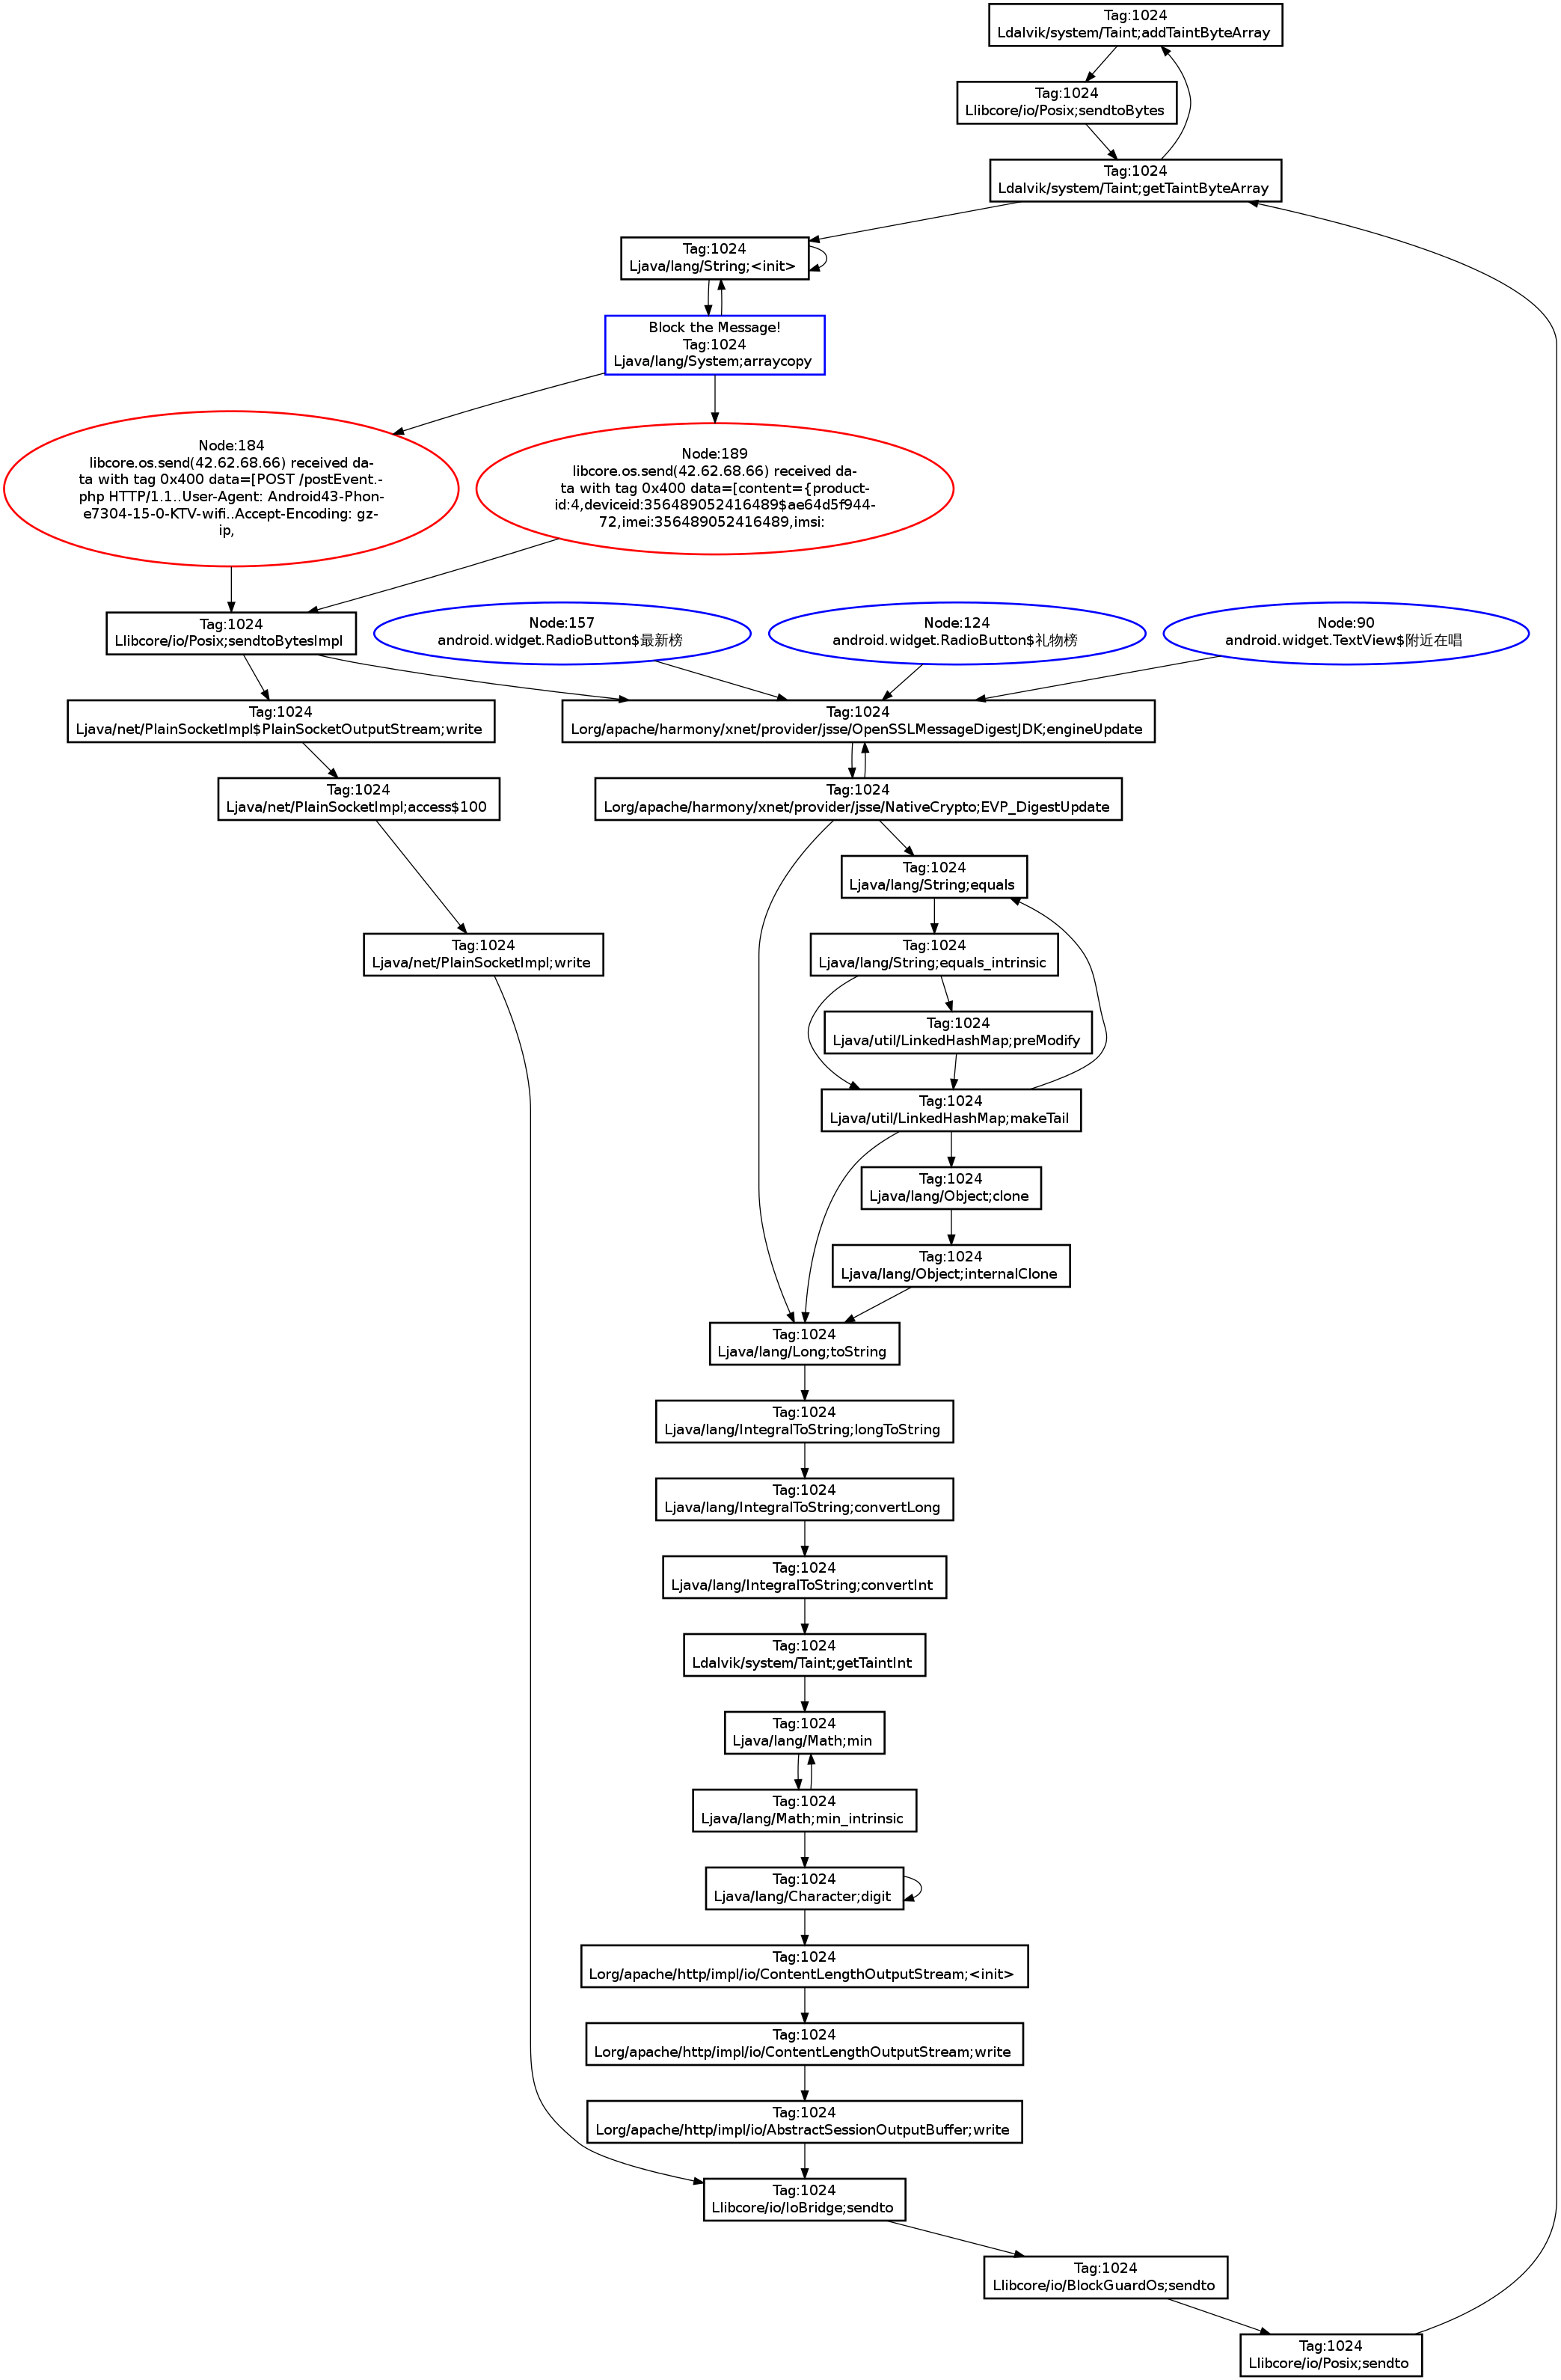 Tag:1024
Ldalvik/system/Taint;addTaintByteArray
Tag:1024
Llibcore/io/Posix;sendtoBytes
Tag:1024
Ldalvik/system/Taint;getTaintByteArray
Tag:1024
Ljava/lang/String;<init>
Block the Message!
Tag:1024
Ljava/lang/System;arraycopy
Node:184
libcore.os.send(42.62.68.66) received da-
ta with tag 0x400 data=[POST /postEvent.-
php HTTP/1.1..User-Agent: Android43-Phon-
e7304-15-0-KTV-wifi..Accept-Encoding: gz-
ip,
Node:189
libcore.os.send(42.62.68.66) received da-
ta with tag 0x400 data=[content={product-
id:4,deviceid:356489052416489$ae64d5f944-
72,imei:356489052416489,imsi:
Tag:1024
Llibcore/io/Posix;sendtoBytesImpl
Node:157
android.widget.RadioButton$最新榜
Node:124
android.widget.RadioButton$礼物榜
Node:90
android.widget.TextView$附近在唱
Tag:1024
Ljava/net/PlainSocketImpl$PlainSocketOutputStream;write
Tag:1024
Lorg/apache/harmony/xnet/provider/jsse/OpenSSLMessageDigestJDK;engineUpdate
Tag:1024
Ljava/net/PlainSocketImpl;access$100
Tag:1024
Lorg/apache/harmony/xnet/provider/jsse/NativeCrypto;EVP_DigestUpdate
Tag:1024
Ljava/lang/String;equals
Tag:1024
Ljava/net/PlainSocketImpl;write
Tag:1024
Ljava/lang/String;equals_intrinsic
Tag:1024
Ljava/util/LinkedHashMap;preModify
Tag:1024
Ljava/util/LinkedHashMap;makeTail
Tag:1024
Ljava/lang/Object;clone
Tag:1024
Ljava/lang/Object;internalClone
Tag:1024
Ljava/lang/Long;toString
Tag:1024
Ljava/lang/IntegralToString;longToString
Tag:1024
Ljava/lang/IntegralToString;convertLong
Tag:1024
Ljava/lang/IntegralToString;convertInt
Tag:1024
Ldalvik/system/Taint;getTaintInt
Tag:1024
Ljava/lang/Math;min
Tag:1024
Ljava/lang/Math;min_intrinsic
Tag:1024
Ljava/lang/Character;digit
Tag:1024
Lorg/apache/http/impl/io/ContentLengthOutputStream;<init>
Tag:1024
Lorg/apache/http/impl/io/ContentLengthOutputStream;write
Tag:1024
Lorg/apache/http/impl/io/AbstractSessionOutputBuffer;write
Tag:1024
Llibcore/io/IoBridge;sendto
Tag:1024
Llibcore/io/BlockGuardOs;sendto
Tag:1024
Llibcore/io/Posix;sendto